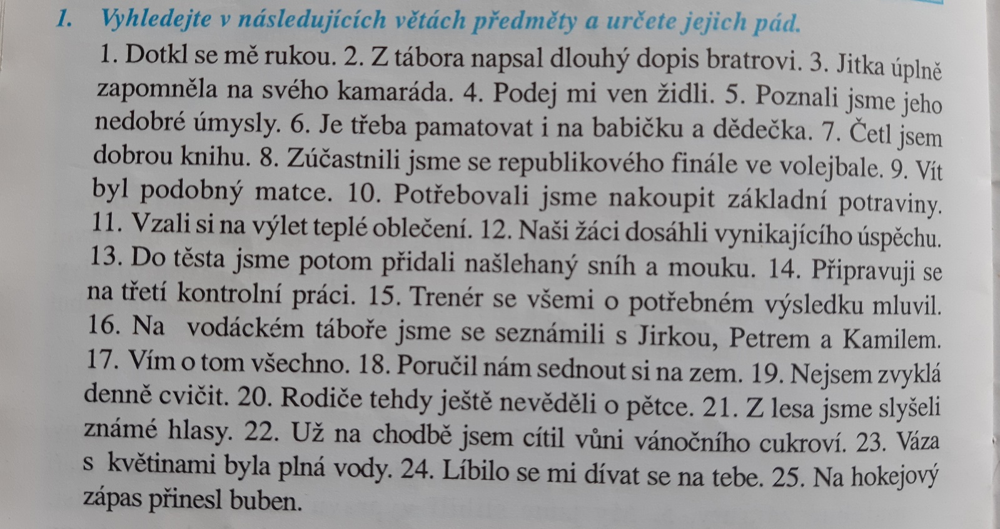 1. Vyhledejte v následujících větách předměty a určete jejich pád.
1. Dotkl se mě rukou. 2. Z tábora napsal dlouhý dopis bratrovi. 3. Jitka úplně
zapomněla na svého kamaráda. 4. Podej mi ven židli. 5. Poznali jsme jeho
nedobré úmysly. 6. Je třeba pamatovat i na babičku a dědečka. 7. Četl jsem
dobrou knihu. 8. Zúčastnili jsme se republikového finále ve volejbale. 9. Vít
byl podobný matce. 10. Potřebovali jsme nakoupit základní potraviny.
11. Vzali si na výlet teplé oblečení. 12. Naši žáci dosáhli vynikajícího úspěchu.
13. Do těsta jsme potom přidali našlehaný sníh a mouku. 14. Připravuji se
na třetí kontrolní práci. 15. Trenér se všemi o potřebném výsledku mluvil.
16. Na vodáckém táboře jsme se seznámili s Jirkou, Petrem a Kamilem.
17. Vím o tom všechno. 18. Poručil nám sednout si na zem. 19. Nejsem zvyklá
denně cvičit. 20. Rodiče tehdy ještě nevěděli o pětce. 21. Z lesa jsme slyšeli
známé hlasy. 22. Už na chodbě jsem cítil vůni vánočního cukroví. 23. Váza
s květinami byla plná vody. 24. Líbilo se mi dívat se na tebe. 25. Na hokejový
zápas přinesl buben.